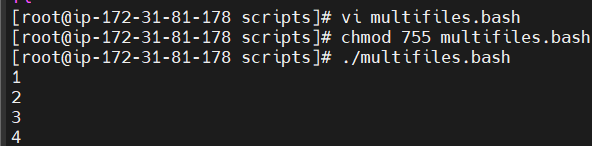 [root@ip-172-31-81-178 scripts]# vi multifiles.bash
[root@ip-172-31-81-178 scripts]# chmod 755 multifiles.bash
[root@ip-172-31-81-178 scripts]# ./multifiles.bash
1
2
3
4